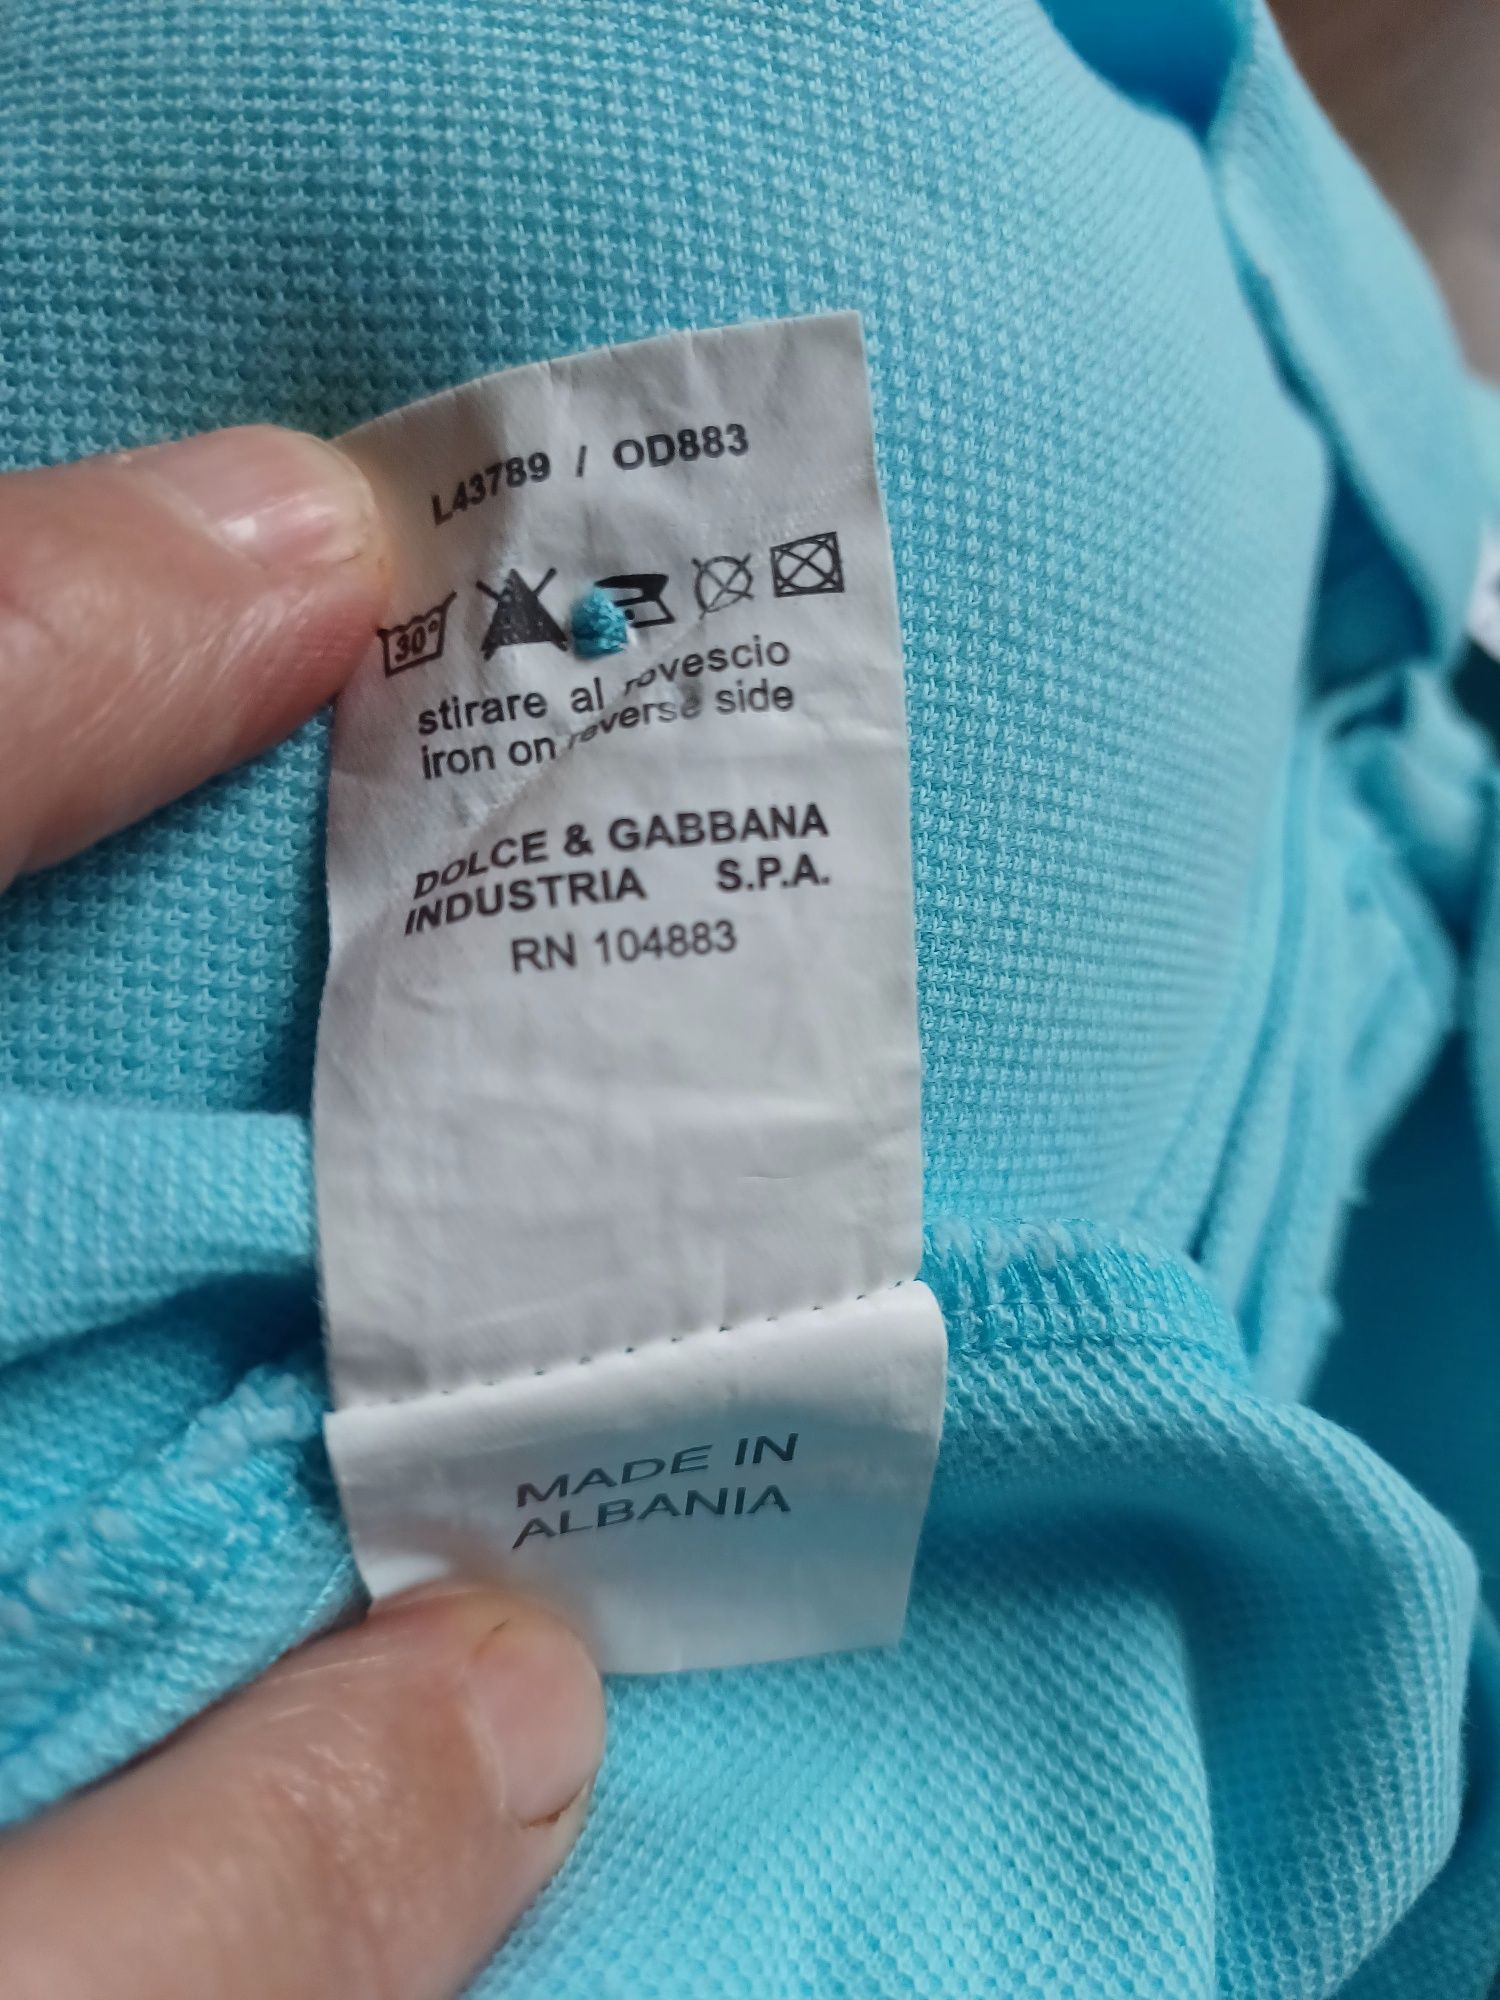 L43789 / OD883
30°
stirare al rovescio
iron on reverse side
DOLCE & GABBANA
INDUSTRIA S.P.A.
RN 104883
MADE IN
ALBANIA